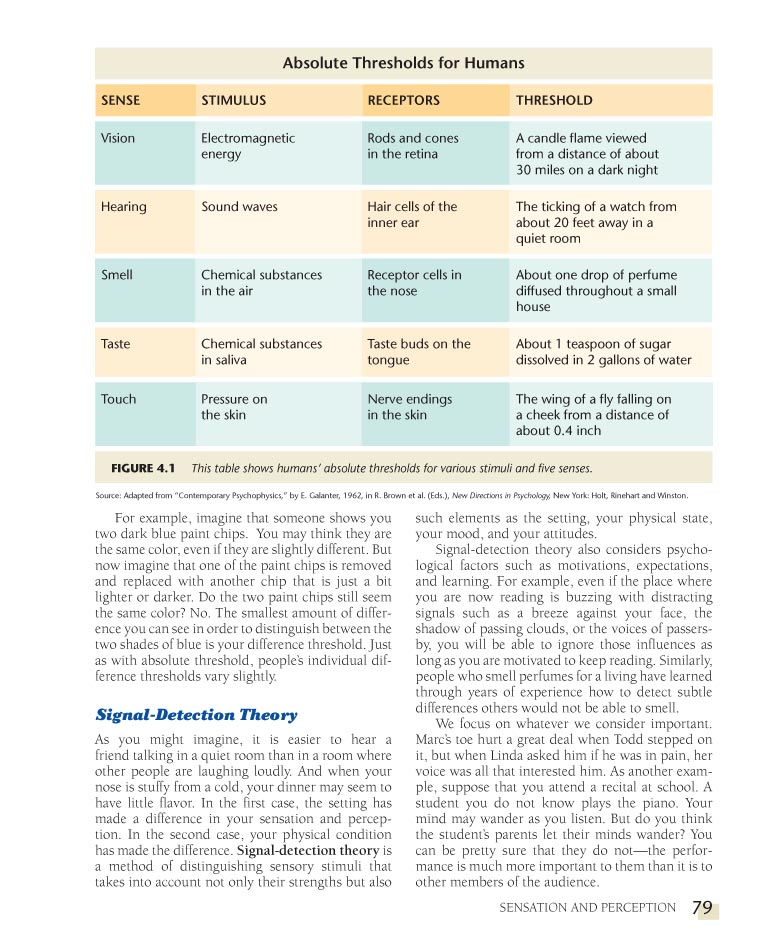 Absolute Thresholds for Humans
SENSE STIMULUS RECEPTORS THRESHOLD
Vision
Electromagnetic
energy
Rods and cones
in the retina
A candle flame viewed
from a distance of about
30 miles on a dark night
Hearing
Sound waves
Hair cells of the
inner ear
The ticking of a watch from
about 20 feet away in a
quiet room
Smell
Chemical substances
in the air
Receptor cells in
the nose
About one drop of perfume
diffused throughout a small
house
Taste
Chemical substances
in saliva
Taste buds on the
tongue
About 1 teaspoon of sugar
dissolved in 2 gallons of water
Touch
Pressure on
the skin
Nerve endings
in the skin
The wing of a fly falling on
a cheek from a distance of
about 0.4 inch
FIGURE 4.1 This table shows humans' absolute thresholds for various stimuli and five senses.
Source: Adapted from "Contemporary Psychophysics," by E. Galanter, 1962, in R. Brown et al. (Eds.), New Directions in Psychology, New York: Holt, Rinehart and Winston.
For example, imagine that someone shows you
two dark blue paint chips. You may think they are
the same color, even if they are slightly different. But
now imagine that one of the paint chips is removed
and replaced with another chip that is just a bit
lighter or darker. Do the two paint chips still seem
the same color? No. The smallest amount of differ-
ence you can see in order to distinguish between the
two shades of blue is your difference threshold. Just
as with absolute threshold, people's individual dif-
ference thresholds vary slightly.
Signal-Detection Theory
As you might imagine, it is easier to hear a
friend talking in a quiet room than in a room where
other people are laughing loudly. And when your
nose is stuffy from a cold, your dinner may seem to
have little flavor. In the first case, the setting has
made a difference in your sensation and percep-
tion. In the second case, your physical condition
has made the difference. Signal-detection theory is
a method of distinguishing sensory stimuli that
takes into account not only their strengths but also
such elements as the setting, your physical state,
your mood, and your attitudes.
Signal-detection theory also considers psycho-
logical factors such as motivations, expectations,
and learning. For example, even if the place where
you are now reading is buzzing with distracting
signals such as a breeze against your face, the
shadow of passing clouds, or the voices of passers-
by, you will be able to ignore those influences as
long as you are motivated to keep reading. Similarly,
people who smell perfumes for a living have learned
through years of experience how to detect subtle
differences others would not be able to smell.
We focus on whatever we consider important.
Marc's toe hurt a great deal when Todd stepped on
it, but when Linda asked him if he was in pain, her
voice was all that interested him. As another exam-
ple, suppose that you attend a recital at school. A
student you do not know plays the piano. Your
mind may wander as you listen. But do you think
the student's parents let their minds wander? You
can be pretty sure that they do not—the perfor-
mance is much more important to them than it is to
other members of the audience.
SENSATION AND PERCEPTION 79